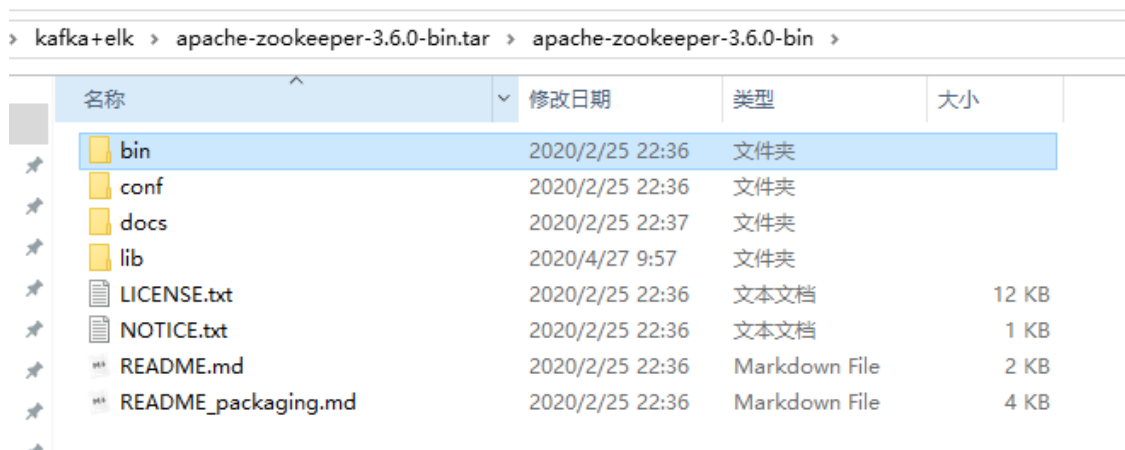 kafka+elk > apache-zookeeper-3.6.0-bin.tar > apache-zookeeper-3.6.0-bin >
名称 修改日期 类型 大小
bin 2020/2/25 22:36 文件夹
conf 2020/2/25 22:36 文件夹
docs 2020/2/25 22:37 文件夹
lib 2020/4/27 9:57 文件夹
LICENSE.txt 2020/2/25 22:36 文本文档 12 KB
NOTICE.txt 2020/2/25 22:36 文本文档 1 KB
README.md 2020/2/25 22:36 Markdown File 2 KB
README_packaging.md 2020/2/25 22:36 Markdown File 4 KB